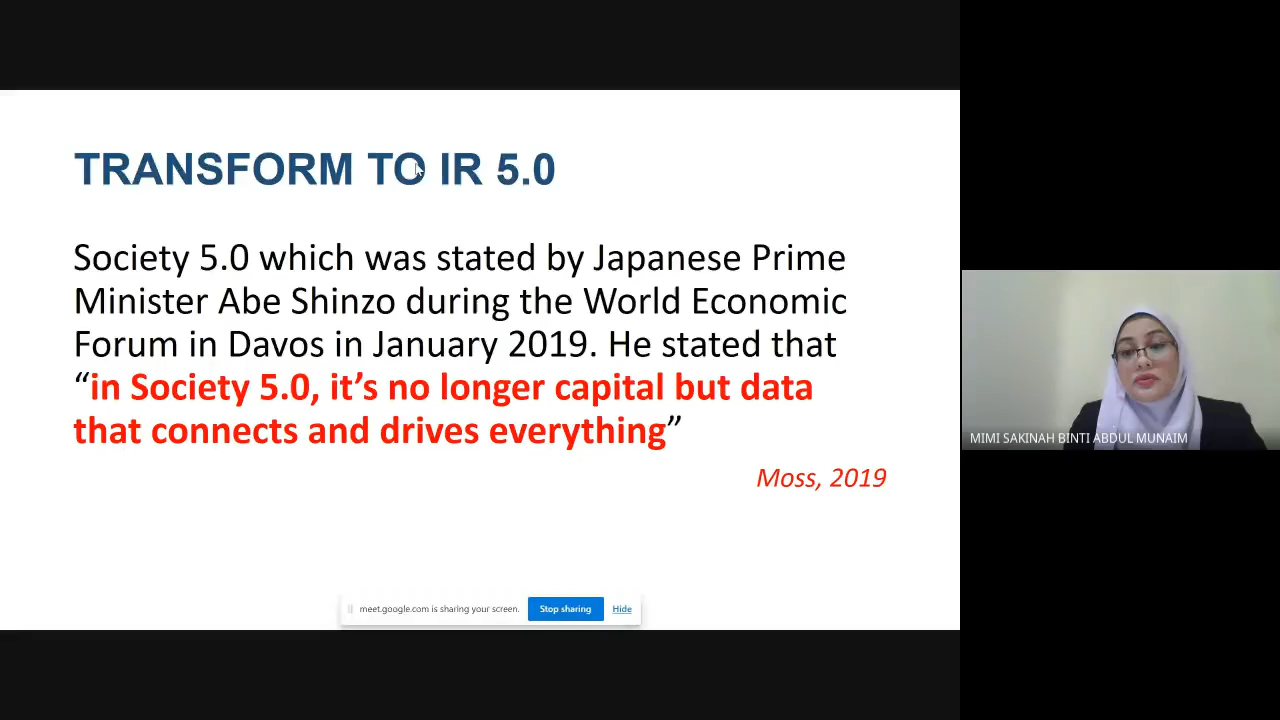 TRANSFORM TO IR 5.0
Society 5.0 which was stated by Japanese Prime
Minister Abe Shinzo during the World Economic
Forum in Davos in January 2019. He stated that
“in Society 5.0, it’s no longer capital but data
that connects and drives everything”
Moss, 2019
meet.google.com is sharing your screen.
Stop sharing
Hide
MIMI SAKINAH BINTI ABDUL MUNAIM